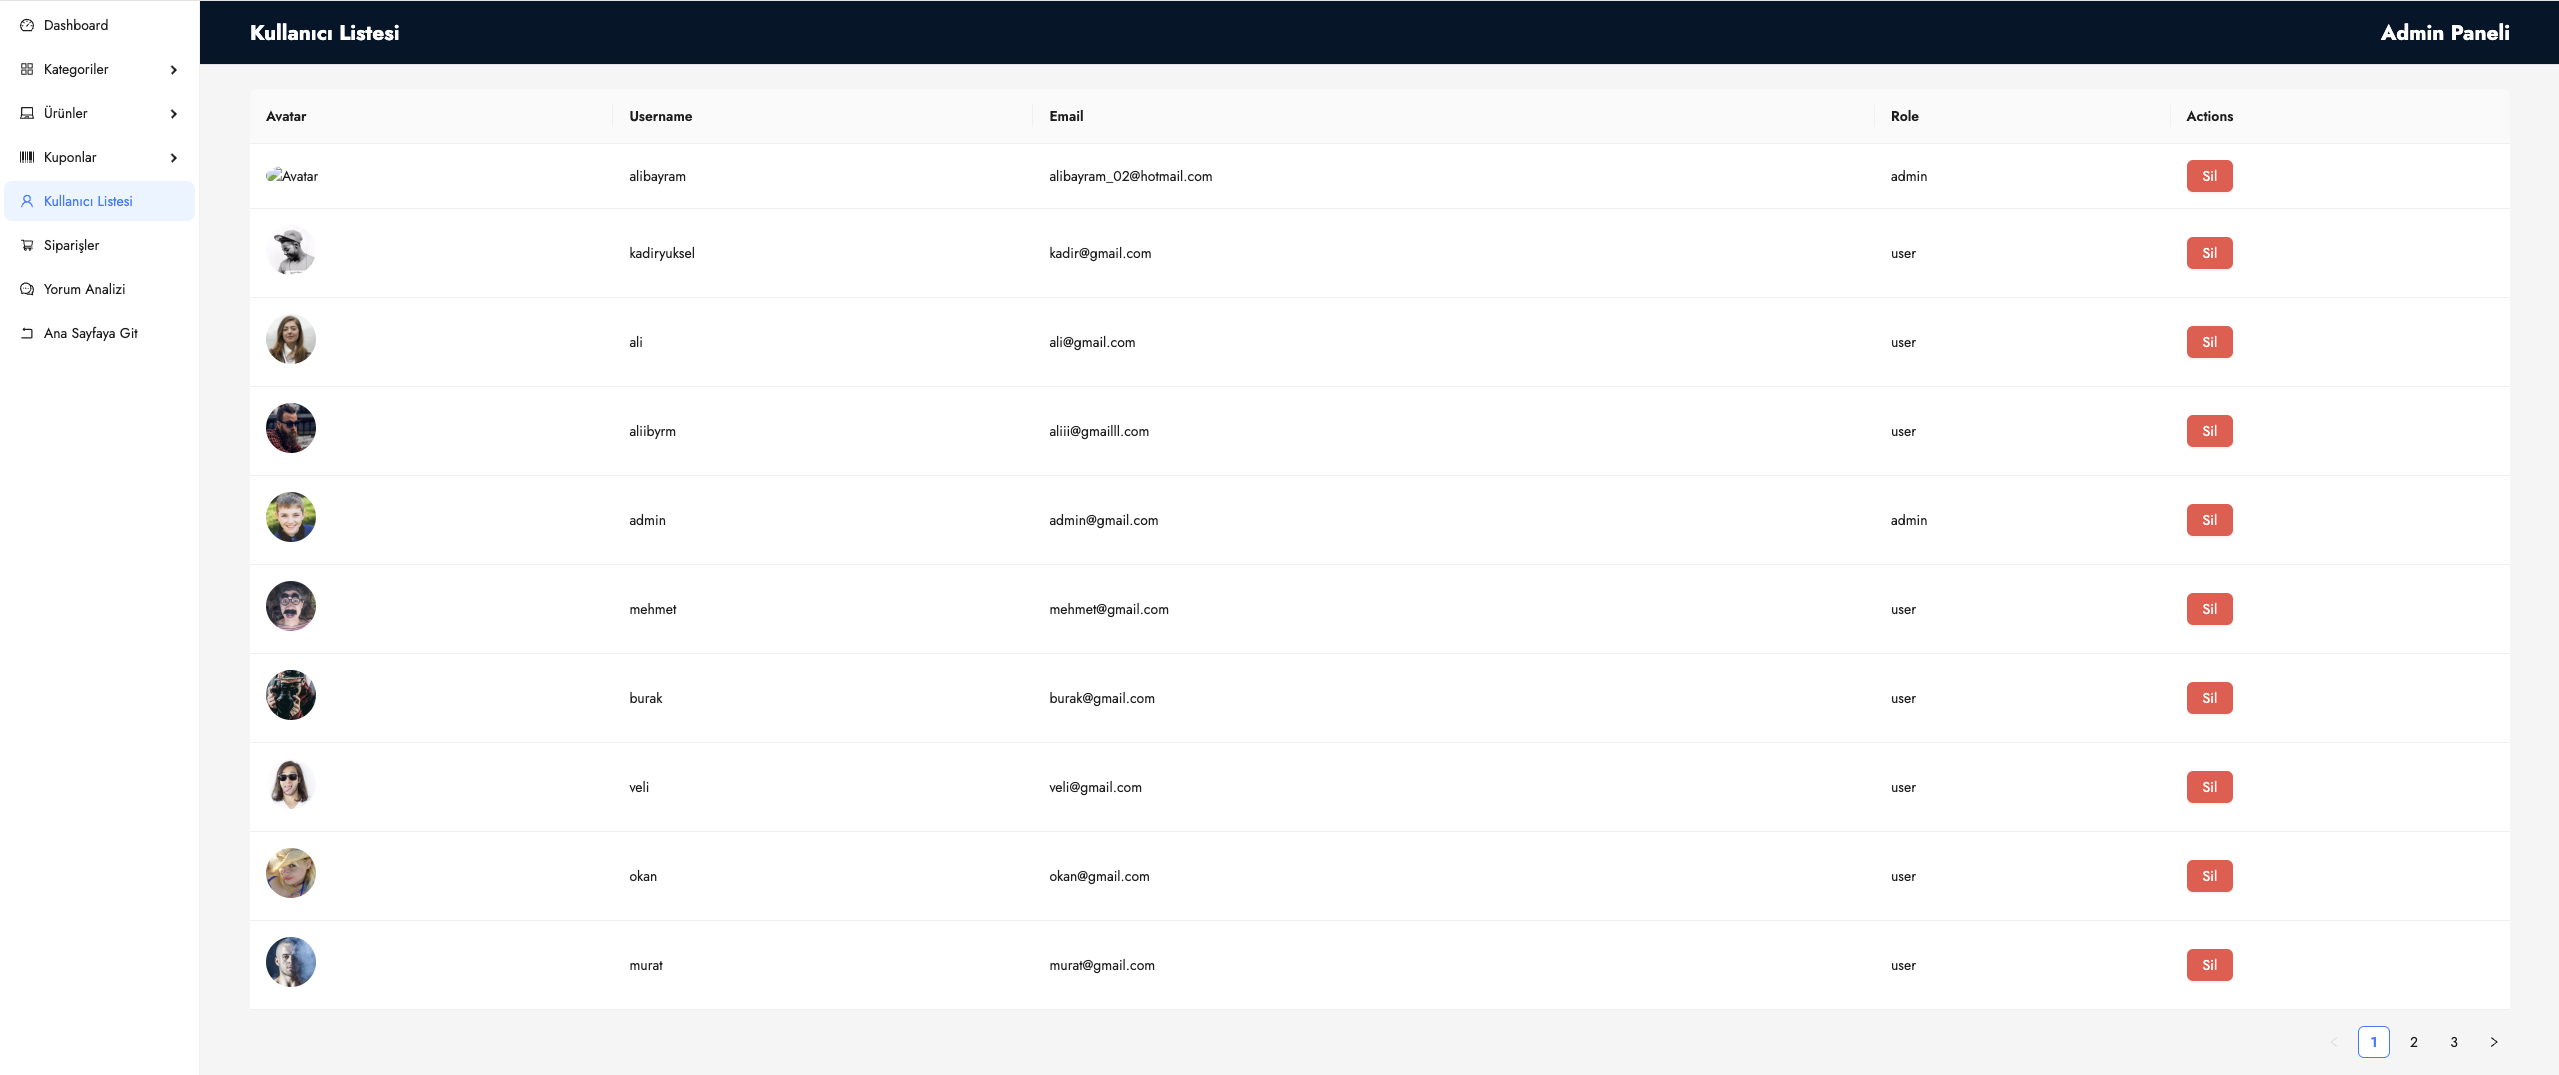 Dashboard
Kategoriler
Ürünler
Kuponlar
Kullanıcı Listesi
Siparişler
Yorum Analizi
Ana Sayfaya Git
Kullanıcı Listesi Admin Paneli
Avatar Username Email Role Actions
Avatar alibayram alibayram_02@hotmail.com admin Sil
kadiryuksel kadir@gmail.com user Sil
ali ali@gmail.com user Sil
aliibyrm aliii@gmailll.com user Sil
admin admin@gmail.com admin Sil
mehmet mehmet@gmail.com user Sil
burak burak@gmail.com user Sil
veli veli@gmail.com user Sil
okan okan@gmail.com user Sil
murat murat@gmail.com user Sil
1 2 3